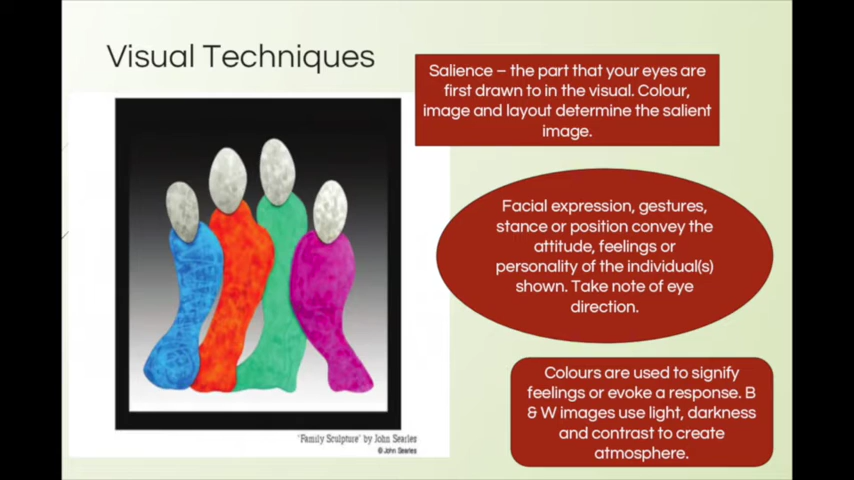 Visual Techniques
Salience – the part that your eyes are
first drawn to in the visual. Colour,
image and layout determine the salient
image.
Facial expression, gestures,
stance or position convey the
attitude, feelings or
personality of the individual(s)
shown. Take note of eye
direction.
Colours are used to signify
feelings or evoke a response. B
& W images use light, darkness
and contrast to create
atmosphere.
'Family Sculpture' by John Searles
© John Searles